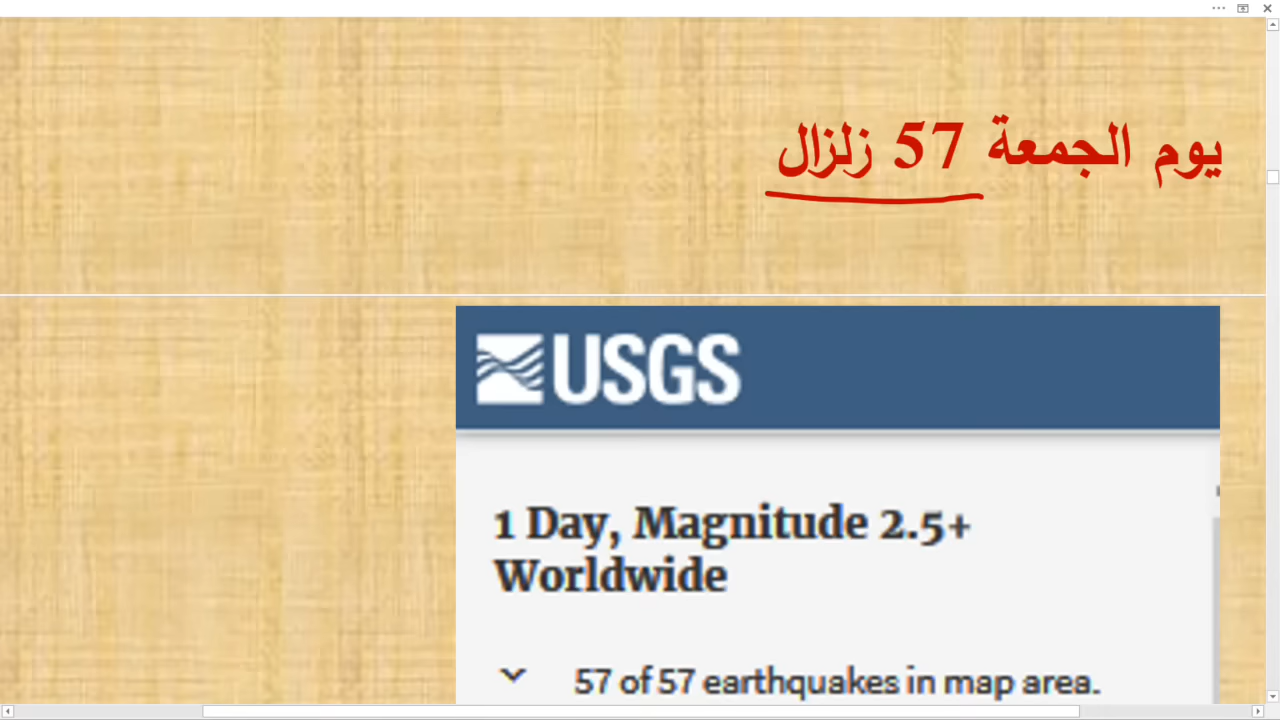 يوم الجمعة 57 زلزال
USGS
1 Day, Magnitude 2.5+
Worldwide
57 of 57 earthquakes in map area.